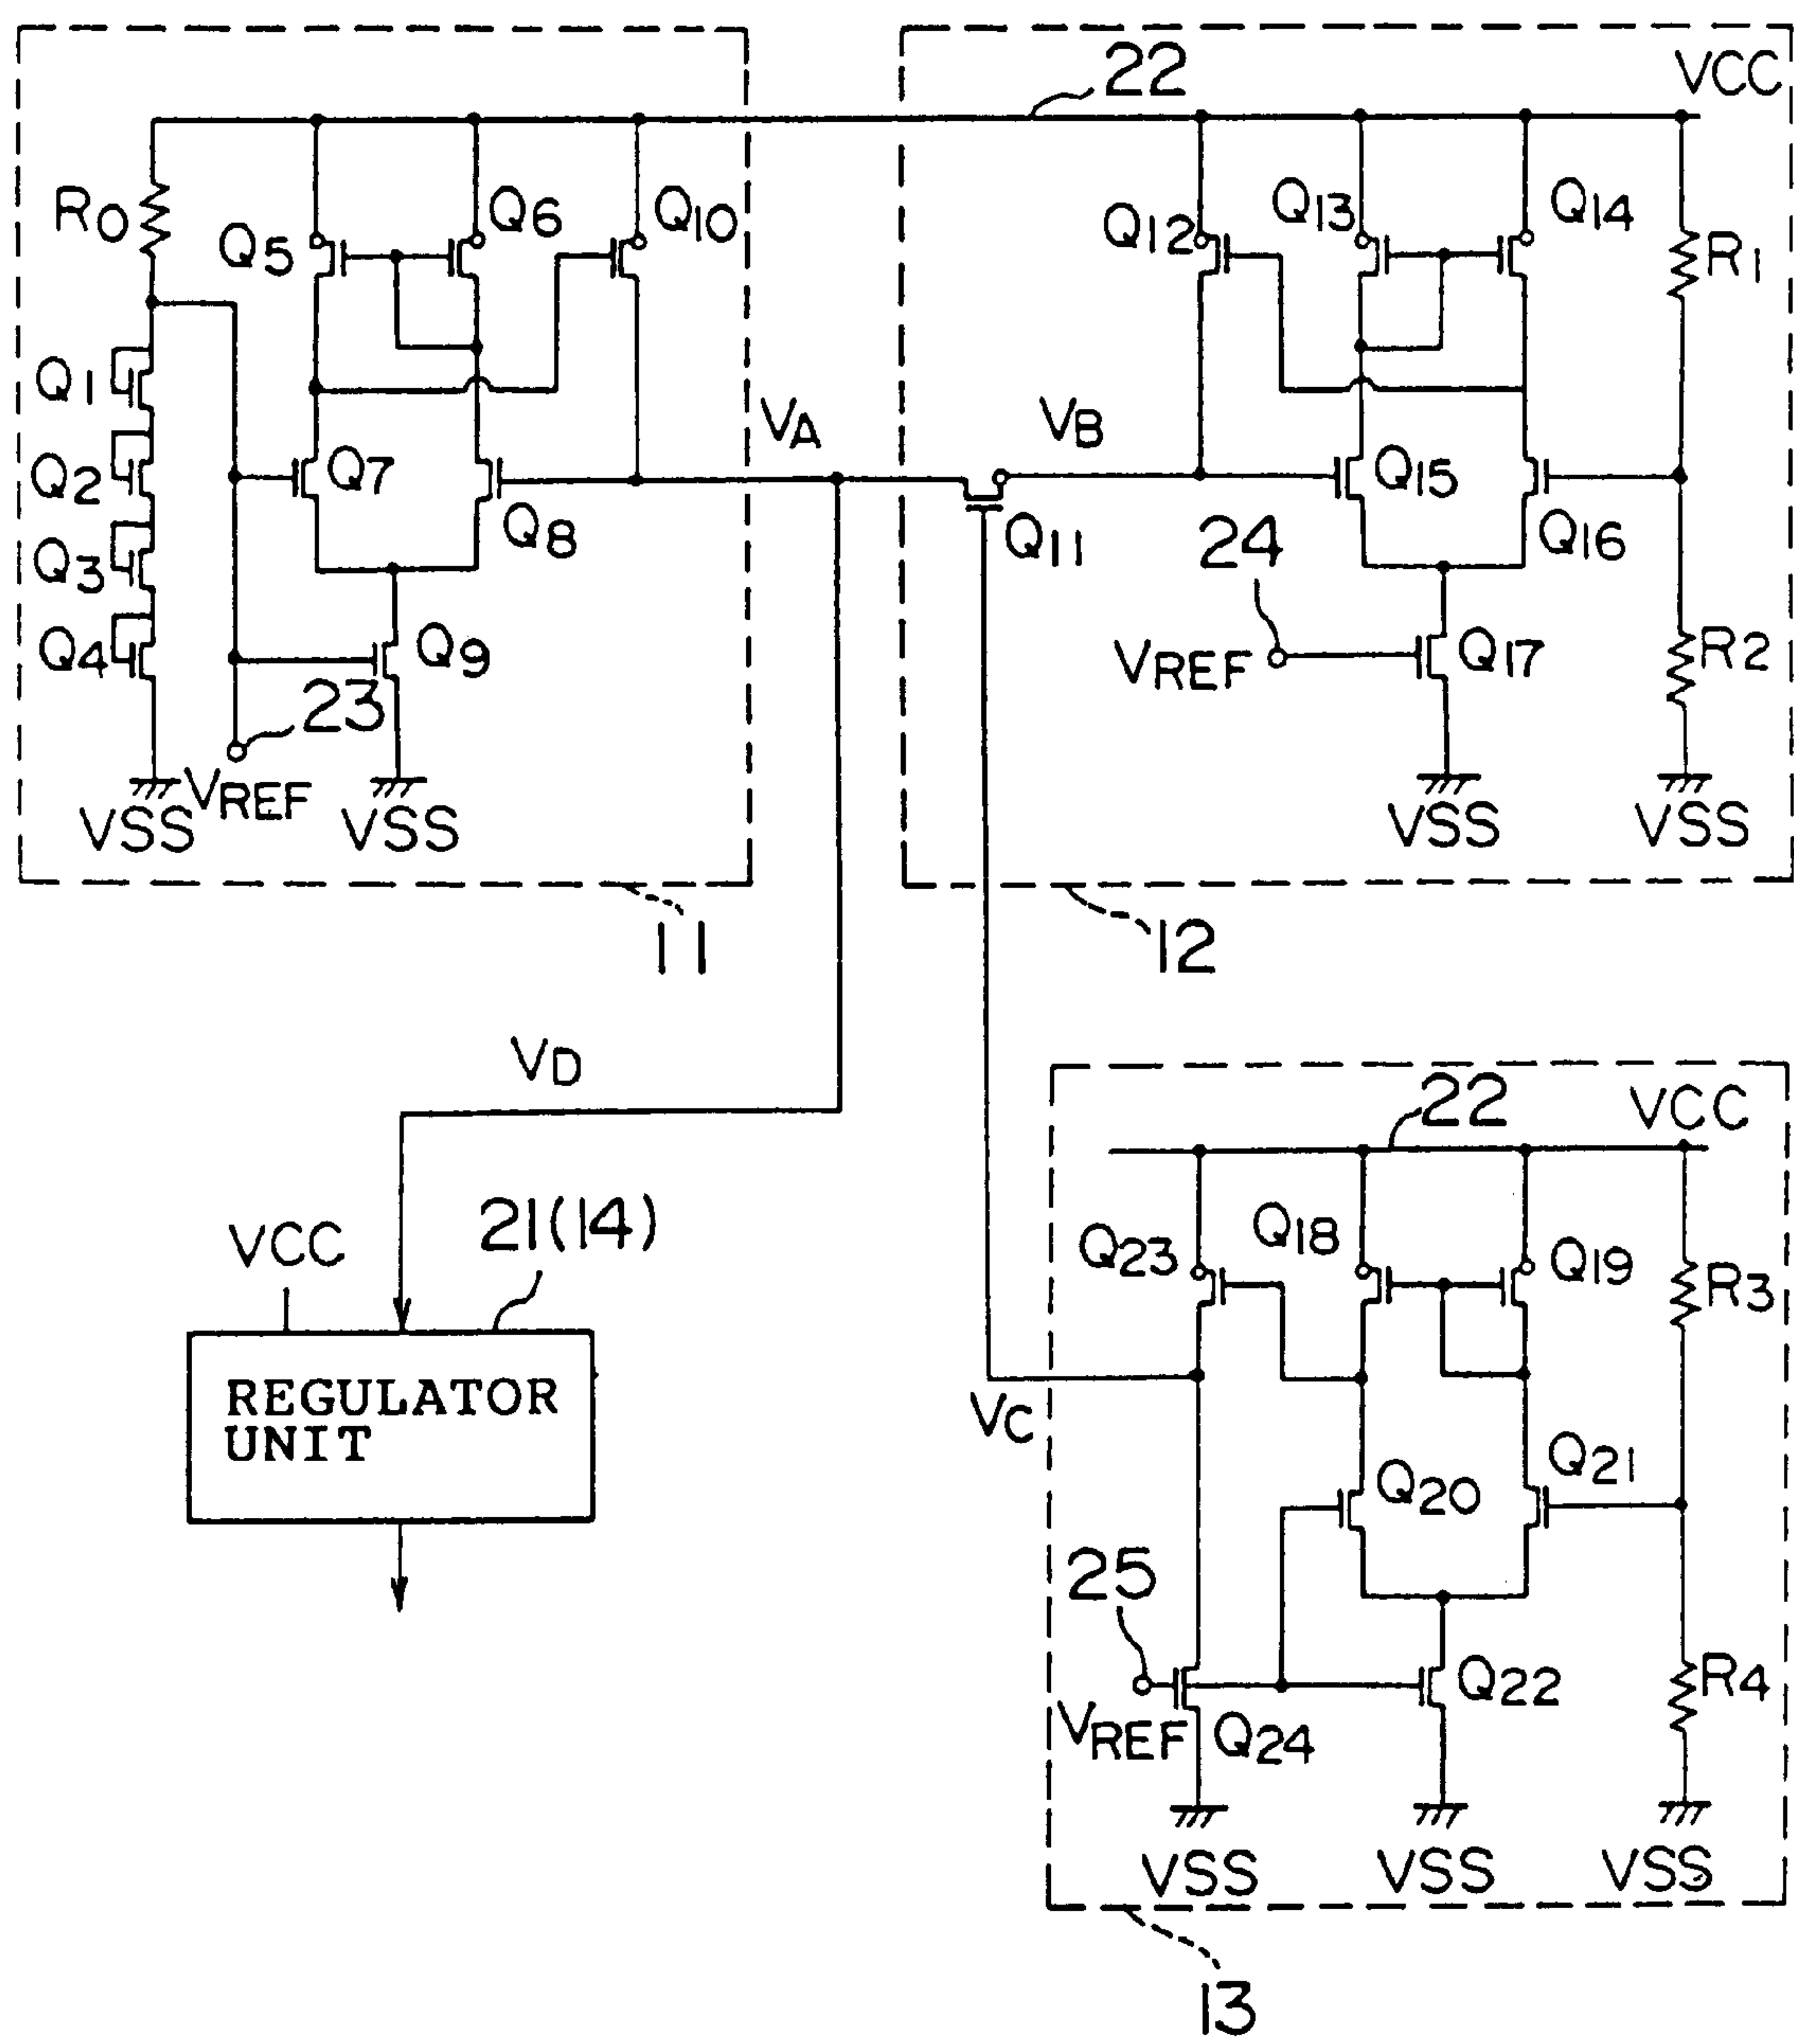 22
VCC
R0
Q5
Q6
Q10
Q12
Q13
Q14
R1
Q1
Q2
Q3
Q4
Q7
Q8
Q9
VA
VB
Q11
Q15
Q16
24
VREF
Q17
R2
23
VREF
VSS
VSS
VSS
VSS
11
12
VD
22
VCC
VCC
21(14)
REGULATOR
UNIT
Q23
Q18
Q19
R3
VC
Q20
Q21
25
VREF
Q24
Q22
R4
VSS
VSS
VSS
13